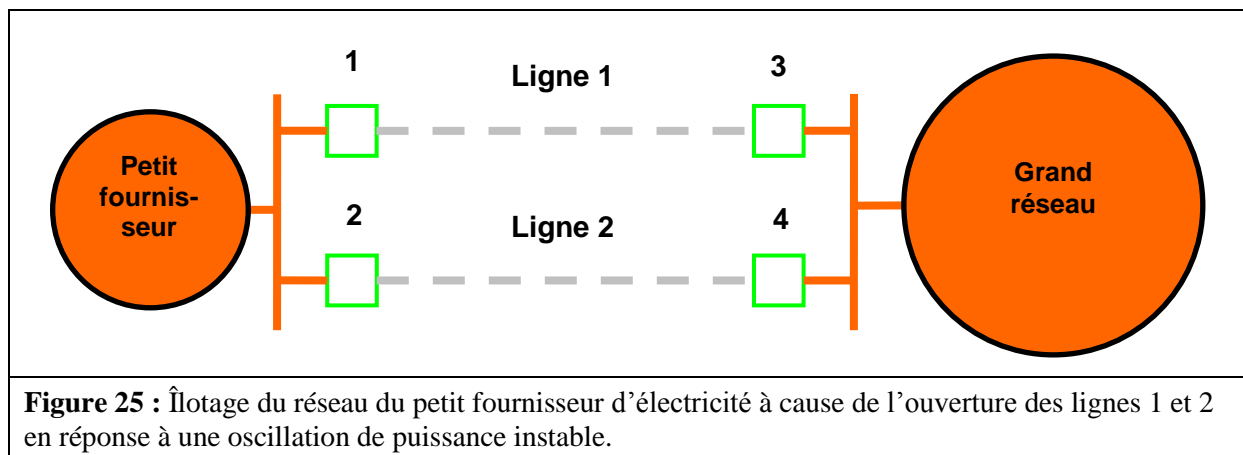 1
Ligne 1
3
Petit
fournis-
seur
Grand
réseau
2
Ligne 2
4
Figure 25 : Îlotage du réseau du petit fournisseur d’électricité à cause de l’ouverture des lignes 1 et 2
en réponse à une oscillation de puissance instable.